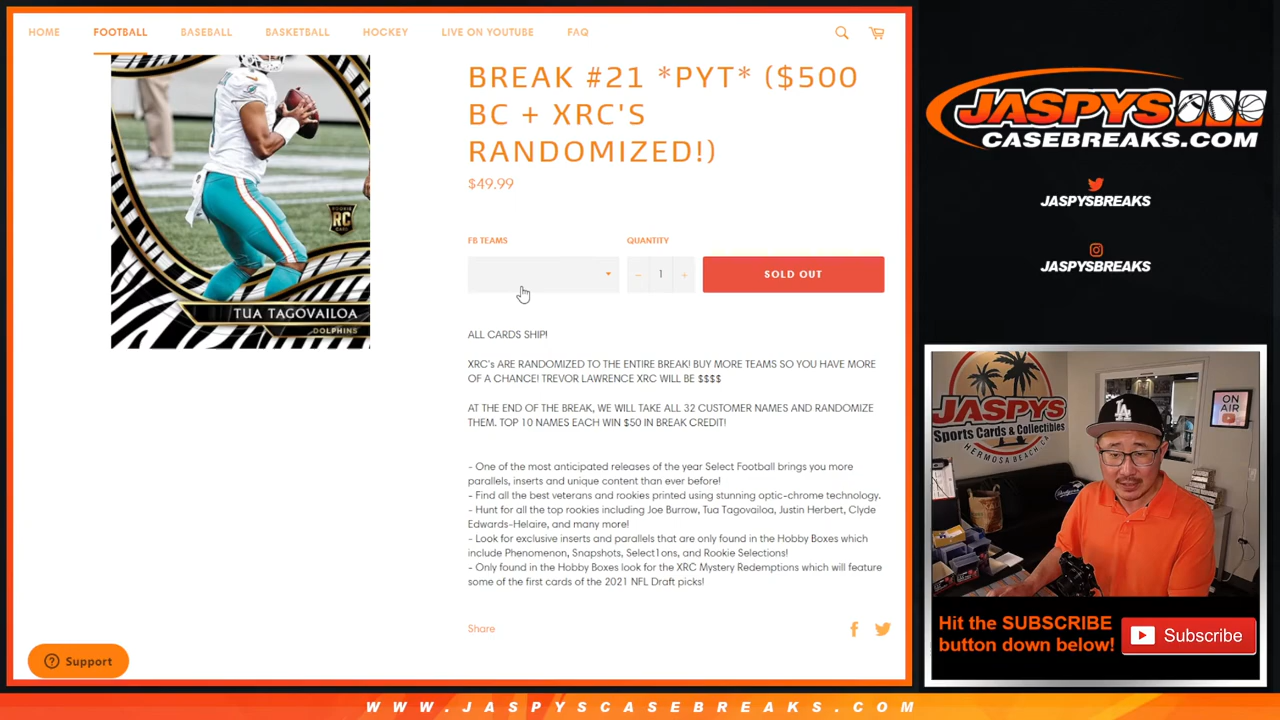 HOME FOOTBALL BASEBALL BASKETBALL HOCKEY LIVE ON YOUTUBE FAQ
RC
TUA TAGOVAILOA
DOLPHINS
BREAK #21 *PYT* ($500
BC + XRC'S
RANDOMIZED!)
$49.99
FB TEAMS QUANTITY
− 1 + SOLD OUT
ALL CARDS SHIP!
XRC's ARE RANDOMIZED TO THE ENTIRE BREAK! BUY MORE TEAMS SO YOU HAVE MORE
OF A CHANCE! TREVOR LAWRENCE XRC WILL BE $$$$
AT THE END OF THE BREAK, WE WILL TAKE ALL 32 CUSTOMER NAMES AND RANDOMIZE
THEM. TOP 10 NAMES EACH WIN $50 IN BREAK CREDIT!
- One of the most anticipated releases of the year Select Football brings you more
parallels, inserts and unique content than ever before!
- Find all the best veterans and rookies printed using stunning optic-chrome technology.
- Hunt for all the top rookies including Joe Burrow, Tua Tagovailoa, Justin Herbert, Clyde
Edwards-Helaire, and many more!
- Look for exclusive inserts and parallels that are only found in the Hobby Boxes which
include Phenomenon, Snapshots, Select1ons, and Rookie Selections!
- Only found in the Hobby Boxes look for the XRC Mystery Redemptions which will feature
some of the first cards of the 2021 NFL Draft picks!
Share
Support
JASPYS
CASEBREAKS.COM
JASPYSBREAKS
JASPYSBREAKS
JASPYS
Sports Cards & Collectibles
HERMOSA BEACH CA
ON
AIR
LA
Hit the SUBSCRIBE
button down below!
Subscribe
WWW.JASPYSCASEBREAKS.COM